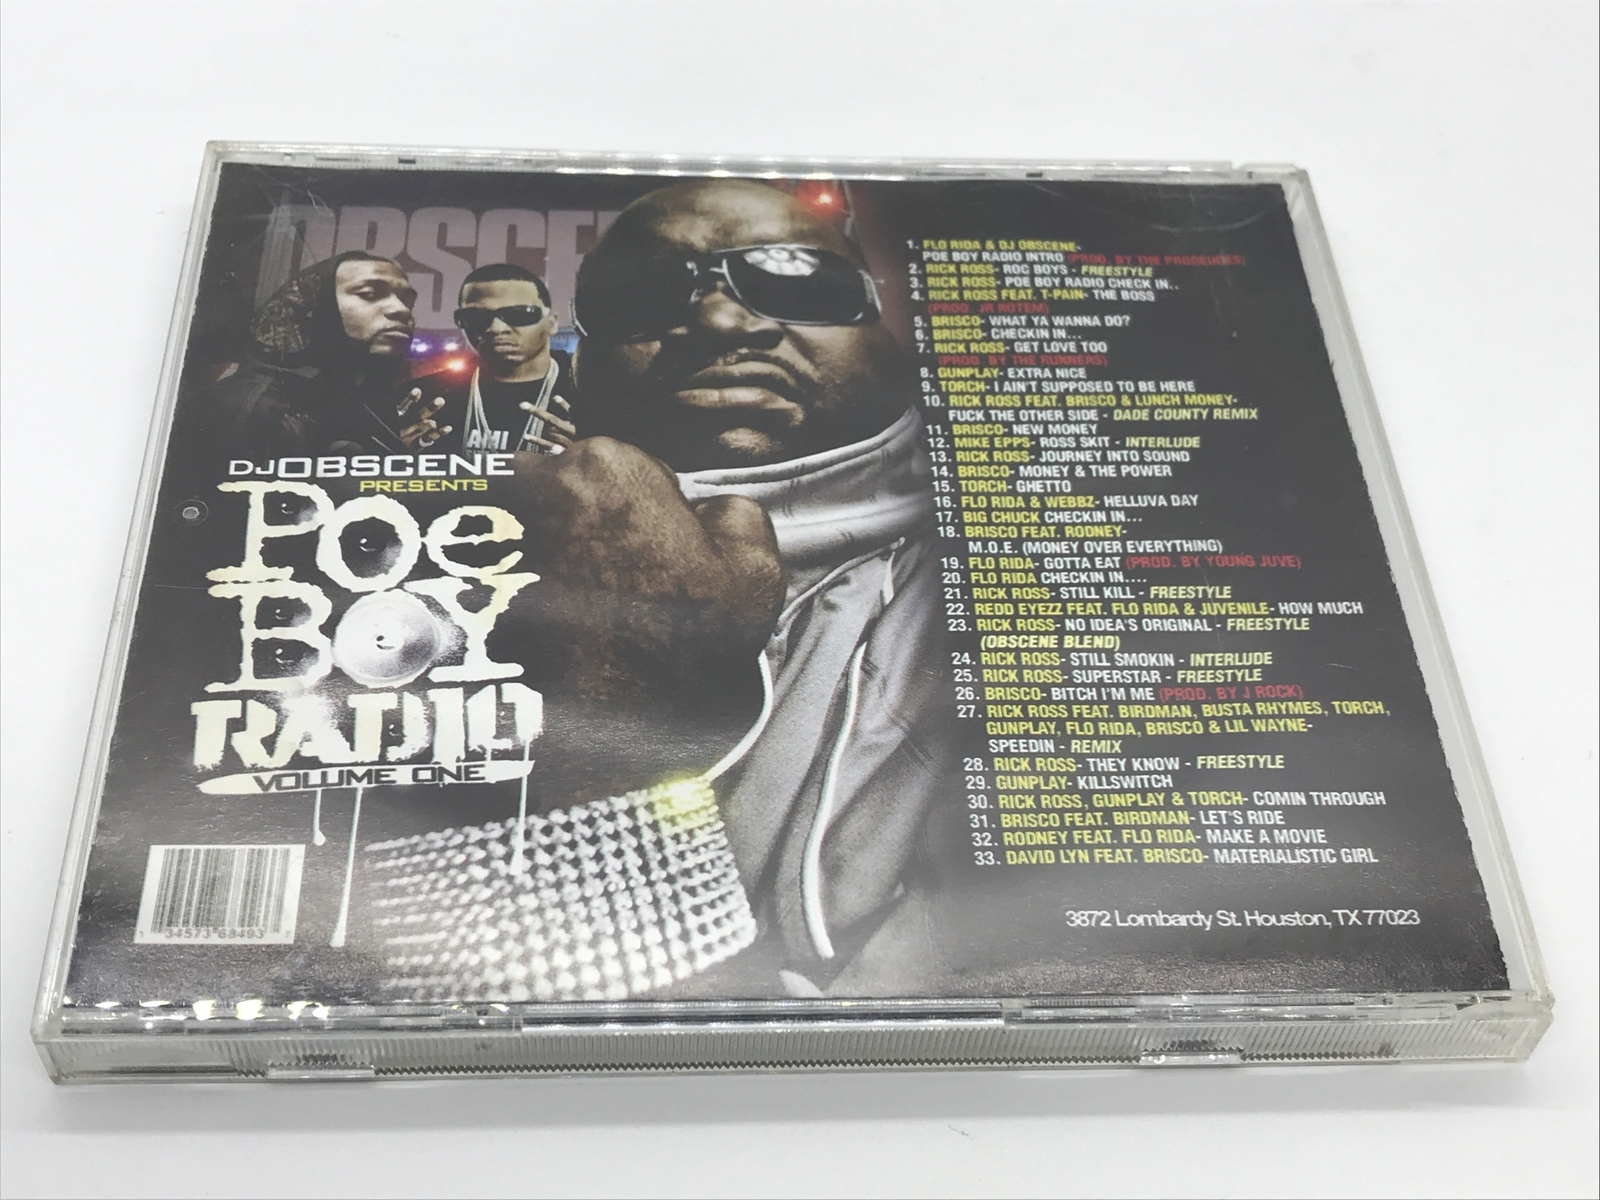 OBSCE
AMI
DJ OBSCENE
PRESENTS
POE
BOY
RADIO
VOLUME ONE
34573 68493
1. FLO RIDA & DJ OBSCENE-
POE BOY RADIO INTRO (PROD. BY THE PRODEUCES)
2. RICK ROSS- ROC BOYS - FREESTYLE
3. RICK ROSS- POE BOY RADIO CHECK IN..
4. RICK ROSS FEAT. T-PAIN- THE BOSS
(PROD. JR ROTEM)
5. BRISCO- WHAT YA WANNA DO?
6. BRISCO- CHECKIN IN...
7. RICK ROSS- GET LOVE TOO
(PROD. BY THE RUNNERS)
8. GUNPLAY- EXTRA NICE
9. TORCH- I AIN'T SUPPOSED TO BE HERE
10. RICK ROSS FEAT. BRISCO & LUNCH MONEY-
FUCK THE OTHER SIDE - DADE COUNTY REMIX
11. BRISCO- NEW MONEY
12. MIKE EPPS- ROSS SKIT - INTERLUDE
13. RICK ROSS- JOURNEY INTO SOUND
14. BRISCO- MONEY & THE POWER
15. TORCH- GHETTO
16. FLO RIDA & WEBBZ- HELLUVA DAY
17. BIG CHUCK CHECKIN IN...
18. BRISCO FEAT. RODNEY-
M.O.E. (MONEY OVER EVERYTHING)
19. FLO RIDA- GOTTA EAT (PROD. BY YOUNG JUVE)
20. FLO RIDA CHECKIN IN....
21. RICK ROSS- STILL KILL - FREESTYLE
22. REDD EYEZZ FEAT. FLO RIDA & JUVENILE- HOW MUCH
23. RICK ROSS- NO IDEA'S ORIGINAL - FREESTYLE
(OBSCENE BLEND)
24. RICK ROSS- STILL SMOKIN - INTERLUDE
25. RICK ROSS- SUPERSTAR - FREESTYLE
26. BRISCO- BITCH I'M ME (PROD. BY J ROCK)
27. RICK ROSS FEAT. BIRDMAN, BUSTA RHYMES, TORCH,
GUNPLAY, FLO RIDA, BRISCO & LIL WAYNE-
SPEEDIN - REMIX
28. RICK ROSS- THEY KNOW - FREESTYLE
29. GUNPLAY- KILLSWITCH
30. RICK ROSS, GUNPLAY & TORCH- COMIN THROUGH
31. BRISCO FEAT. BIRDMAN- LET'S RIDE
32. RODNEY FEAT. FLO RIDA- MAKE A MOVIE
33. DAVID LYN FEAT. BRISCO- MATERIALISTIC GIRL
3872 Lombardy St. Houston, TX 77023